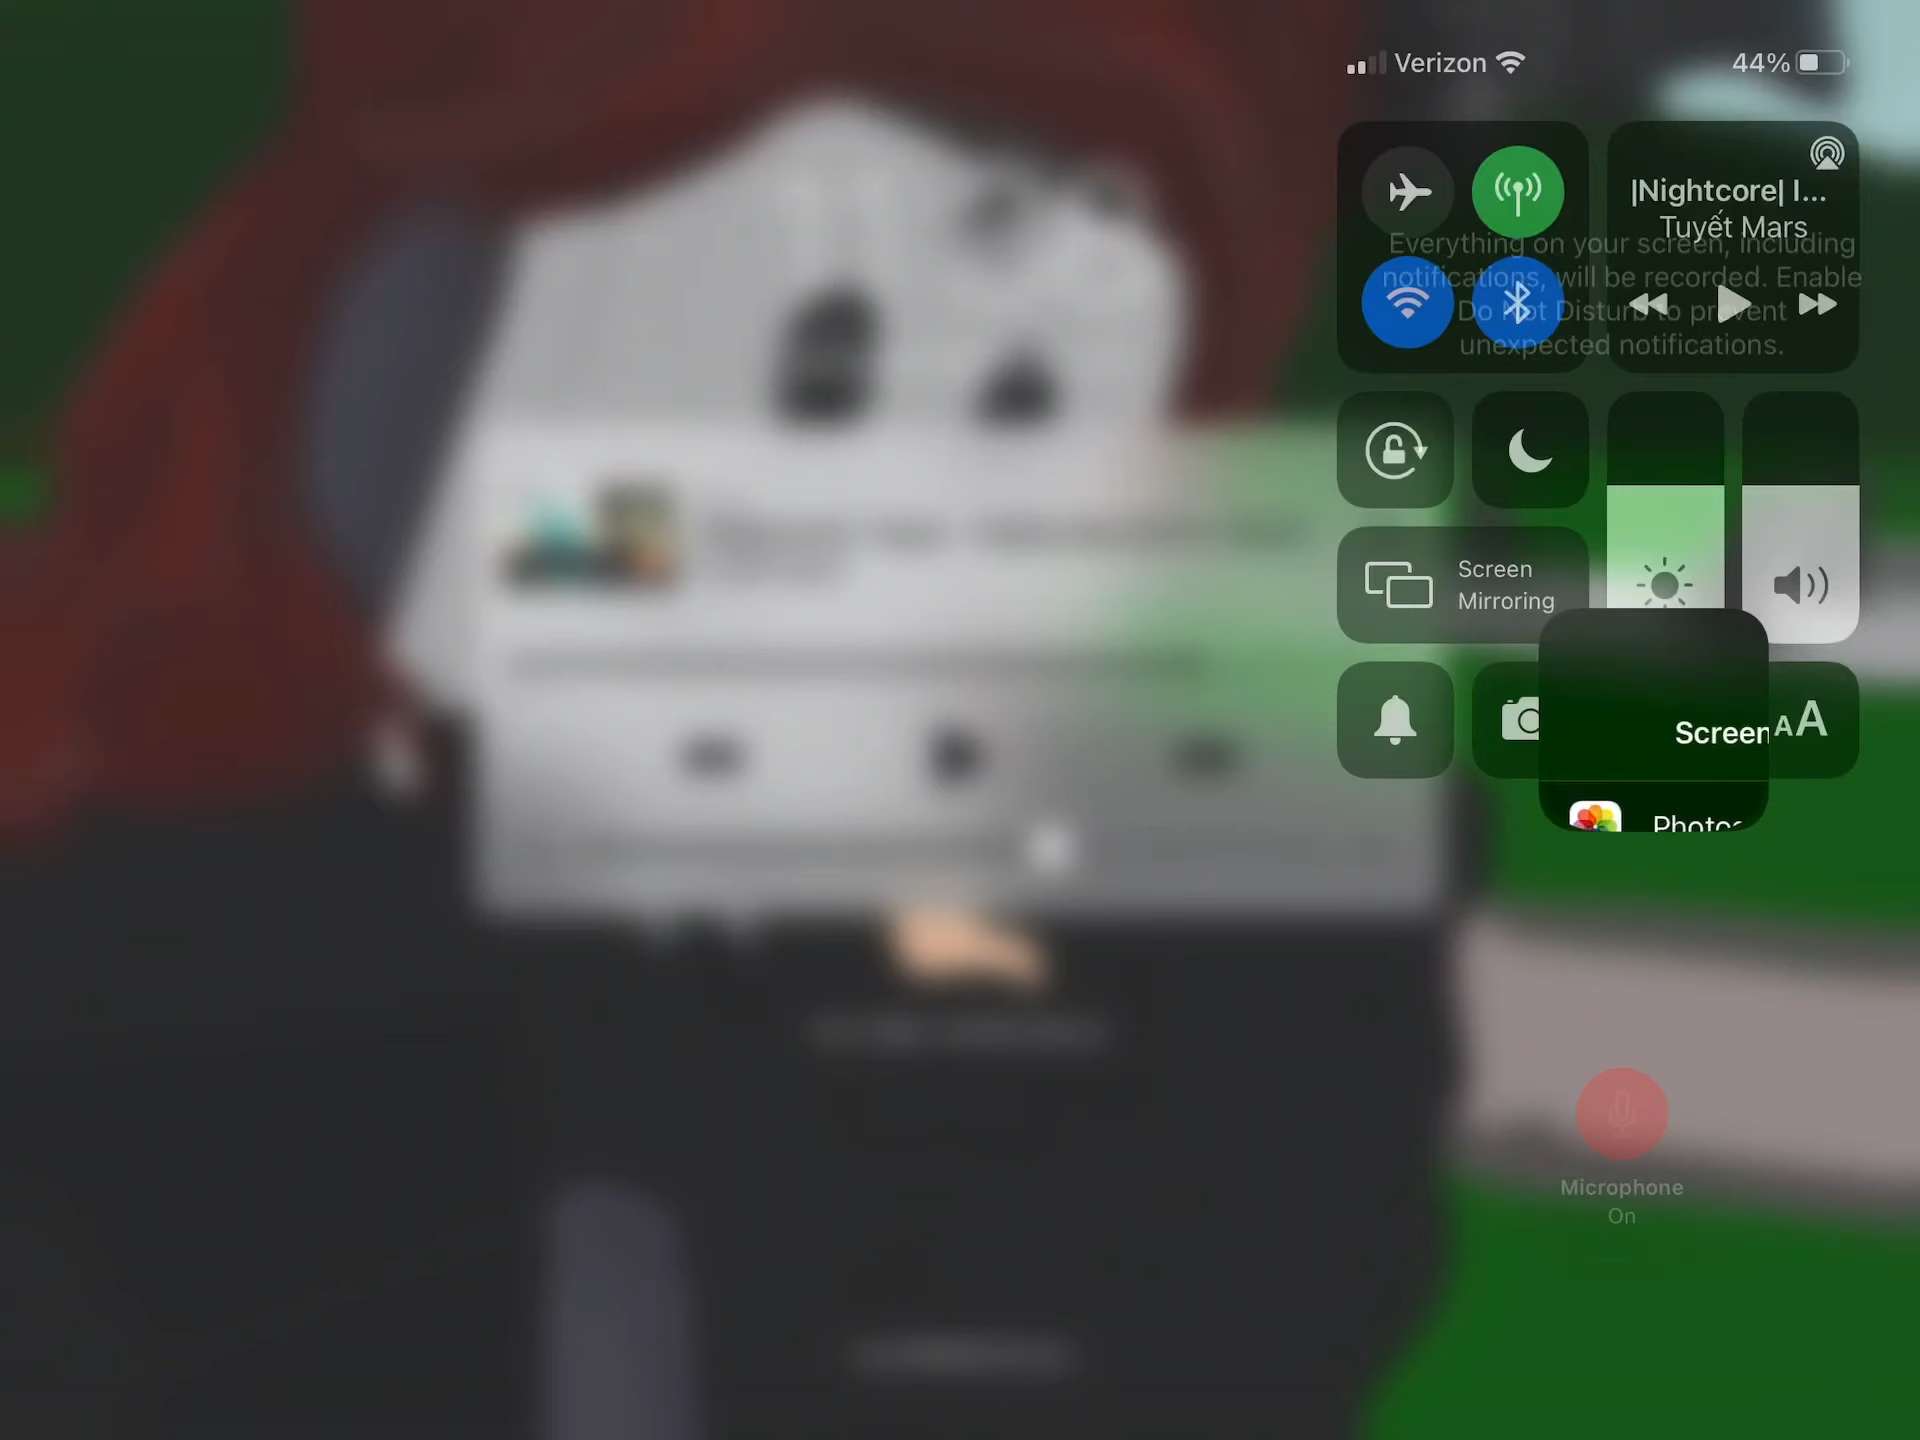 Verizon
44%
|Nightcore| I...
Tuyết Mars
Everything on your screen, including
notifications, will be recorded. Enable
Do Not Disturb to prevent
unexpected notifications.
Screen
Mirroring
Screen
AA
Photos
Microphone
On